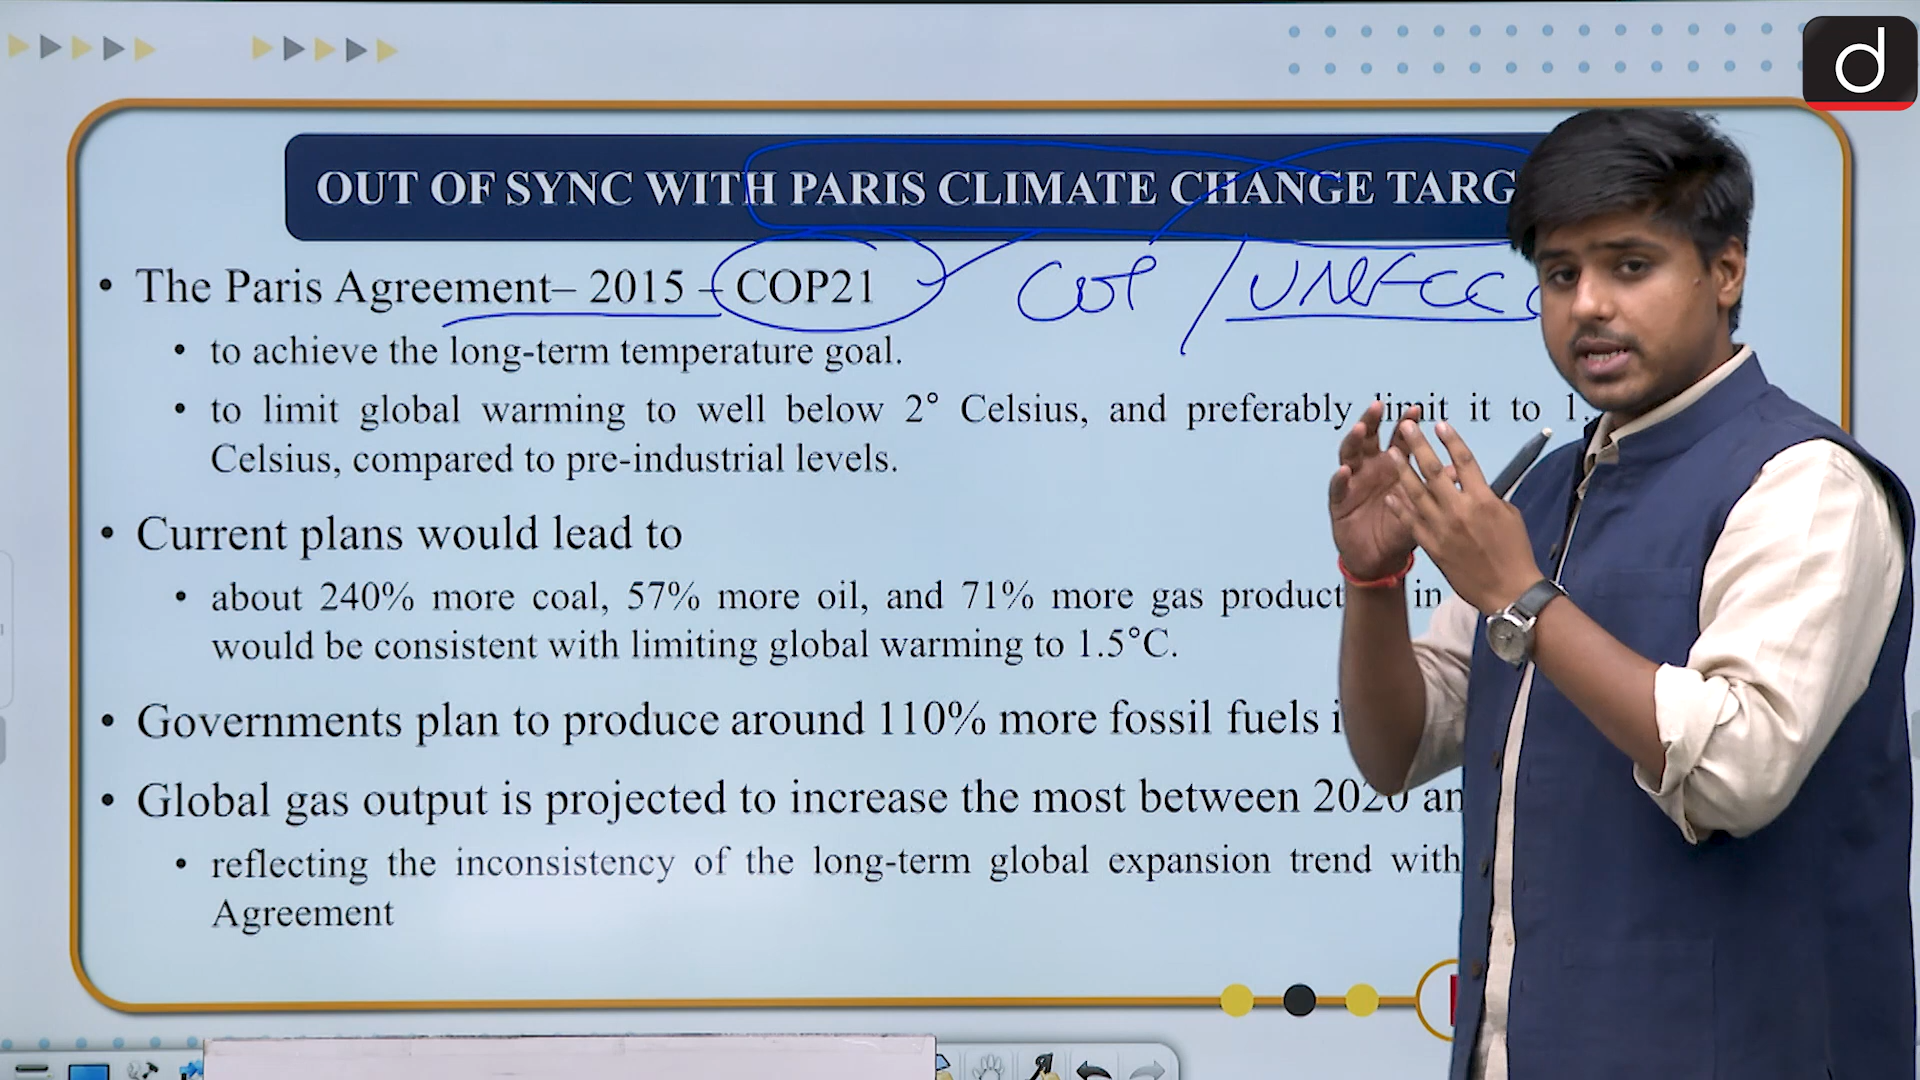 d
OUT OF SYNC WITH PARIS CLIMATE CHANGE TARG
• The Paris Agreement– 2015 – COP21 COP / UNFCCC
• to achieve the long-term temperature goal.
• to limit global warming to well below 2° Celsius, and preferably limit it to 1.
Celsius, compared to pre-industrial levels.
• Current plans would lead to
• about 240% more coal, 57% more oil, and 71% more gas product in
would be consistent with limiting global warming to 1.5°C.
• Governments plan to produce around 110% more fossil fuels i
• Global gas output is projected to increase the most between 2020 an
• reflecting the inconsistency of the long-term global expansion trend with
Agreement